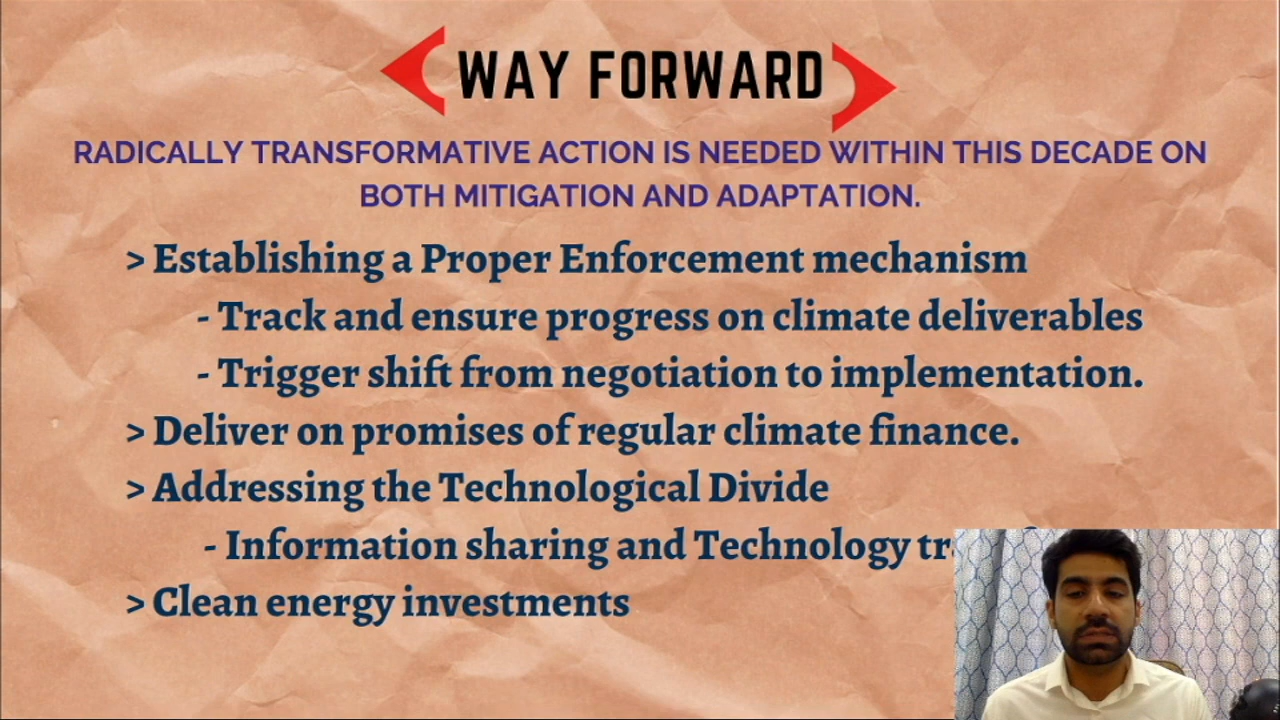 WAY FORWARD
RADICALLY TRANSFORMATIVE ACTION IS NEEDED WITHIN THIS DECADE ON
BOTH MITIGATION AND ADAPTATION.
> Establishing a Proper Enforcement mechanism
- Track and ensure progress on climate deliverables
- Trigger shift from negotiation to implementation.
> Deliver on promises of regular climate finance.
> Addressing the Technological Divide
- Information sharing and Technology
> Clean energy investments